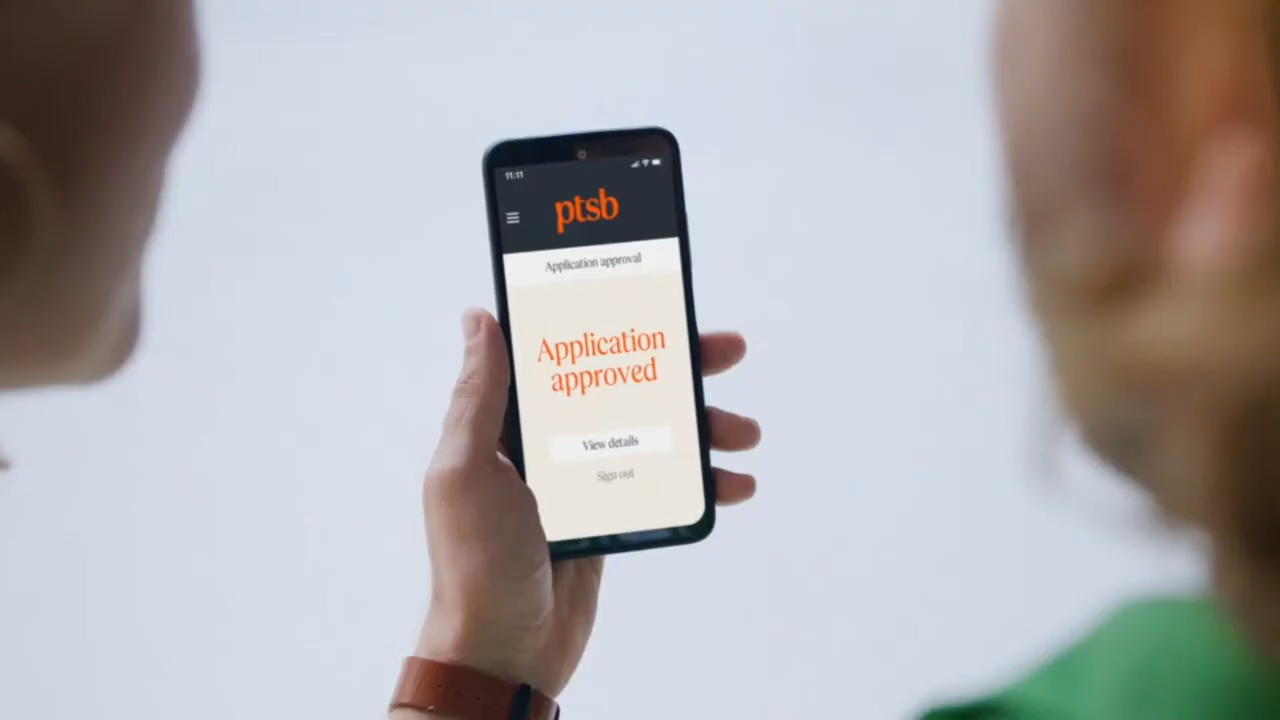 11:11
ptsb
Application approval
Application
approved
View details
Sign out